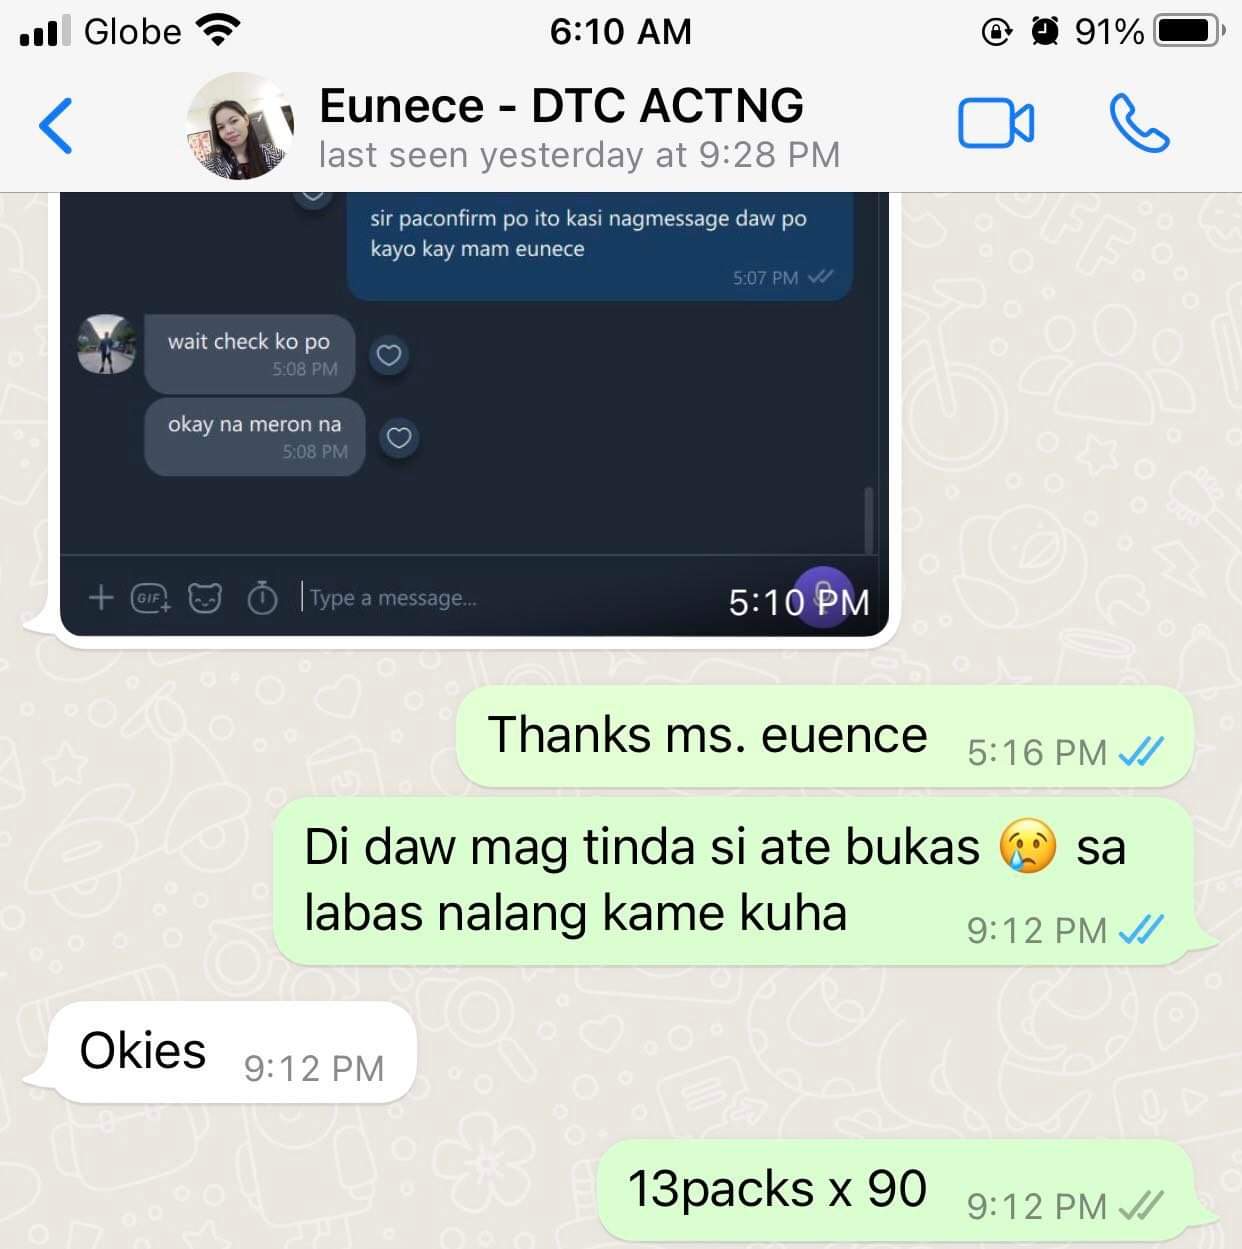 Globe 6:10 AM 91%
Eunece - DTC ACTNG
last seen yesterday at 9:28 PM
sir paconfirm po ito kasi nagmessage daw po
kayo kay mam eunece
5:07 PM
wait check ko po
5:08 PM
okay na meron na
5:08 PM
GIF Type a message... 5:10 PM
Thanks ms. euence 5:16 PM
Di daw mag tinda si ate bukas 😢 sa
labas nalang kame kuha 9:12 PM
Okies 9:12 PM
13packs x 90 9:12 PM